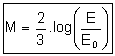 M = 2/3 .log(E/E₀)